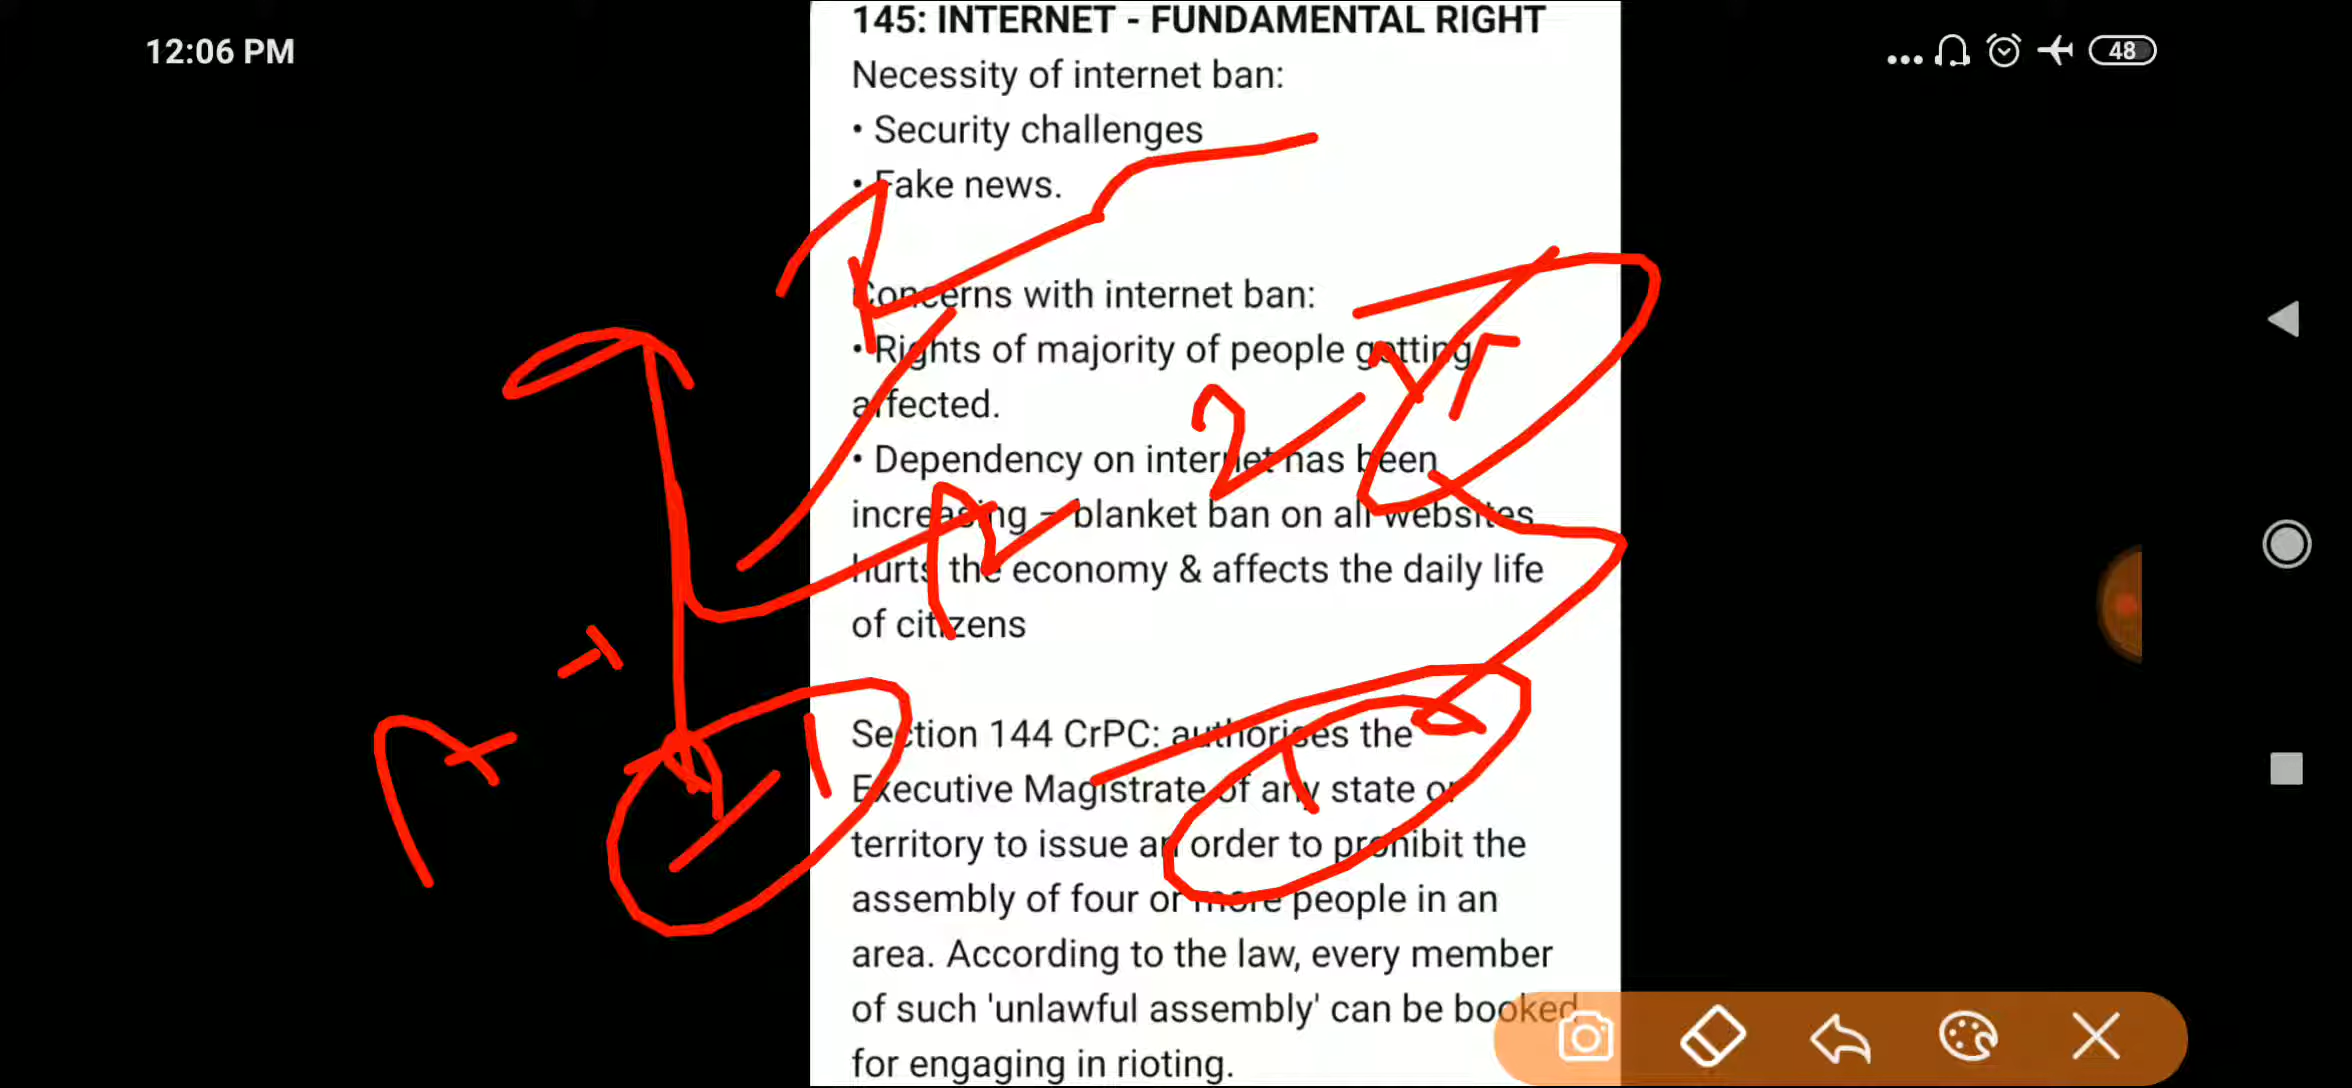 12:06 PM
48
145: INTERNET - FUNDAMENTAL RIGHT
Necessity of internet ban:
• Security challenges
• Fake news.
Concerns with internet ban:
• Rights of majority of people getting
affected.
• Dependency on internet has been
increasing – blanket ban on all websites
hurts the economy & affects the daily life
of citizens
Section 144 CrPC: authorises the
Executive Magistrate of any state or
territory to issue an order to prohibit the
assembly of four or more people in an
area. According to the law, every member
of such 'unlawful assembly' can be booked
for engaging in rioting.